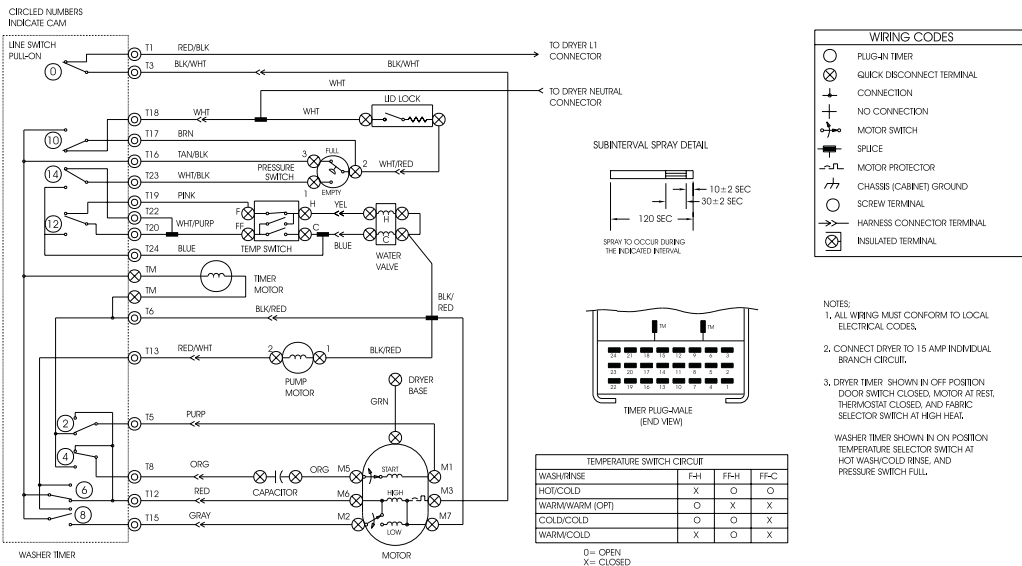 CIRCLED NUMBERS
INDICATE CAM
LINE SWITCH
PULL-ON
0
T1 RED/BLK
TO DRYER L1
CONNECTOR
T3 BLK/WHT BLK/WHT
WHT
TO DRYER NEUTRAL
CONNECTOR
T18 WHT WHT
LID LOCK
10
T17 BRN
T16 TAN/BLK
3 FULL
PRESSURE
SWITCH
2 WHT/RED
14
T23 WHT/BLK
EMPTY
1
T19 PINK
F H YEL
H
T22
12
T20 WHT/PURP
FF C
BLUE
C
T24 BLUE
TEMP SWITCH
WATER
VALVE
TM
TIMER
MOTOR
TM
BLK/
RED
T6 BLK/RED
T13 RED/WHT
2 1
BLK/RED
PUMP
MOTOR
DRYER
BASE
GRN
2
T5 PURP
4
T8 ORG
CAPACITOR
ORG M5
START
M1
6
T12 RED
M6
HIGH
M3
8
T15 GRAY
M2
LOW
M7
WASHER TIMER
MOTOR
SUBINTERVAL SPRAY DETAIL
10±2 SEC
30±2 SEC
120 SEC
SPRAY TO OCCUR DURING
THE INDICATED INTERVAL
TM TM
24 21 18 15 12 9 6 3
23 20 17 14 11 8 5 2
22 19 16 13 10 7 4 1
TIMER PLUG-MALE
(END VIEW)
TEMPERATURE SWITCH CIRCUIT
WASH/RINSE F-H FF-H FF-C
HOT/COLD X O O
WARM/WARM (OPT) O X X
COLD/COLD O O X
WARM/COLD X O X
0= OPEN
X= CLOSED
WIRING CODES
PLUG-IN TIMER
QUICK DISCONNECT TERMINAL
CONNECTION
NO CONNECTION
MOTOR SWITCH
SPLICE
MOTOR PROTECTOR
CHASSIS (CABINET) GROUND
SCREW TERMINAL
HARNESS CONNECTOR TERMINAL
INSULATED TERMINAL
NOTES;
1. ALL WIRING MUST CONFORM TO LOCAL
ELECTRICAL CODES.
2. CONNECT DRYER TO 15 AMP INDIVIDUAL
BRANCH CIRCUIT.
3. DRYER TIMER SHOWN IN OFF POSITION
DOOR SWITCH CLOSED, MOTOR AT REST,
THERMOSTAT CLOSED, AND FABRIC
SELECTOR SWITCH AT HIGH HEAT.
WASHER TIMER SHOWN IN ON POSITION
TEMPERATURE SELECTOR SWITCH AT
HOT WASH/COLD RINSE, AND
PRESSURE SWITCH FULL.